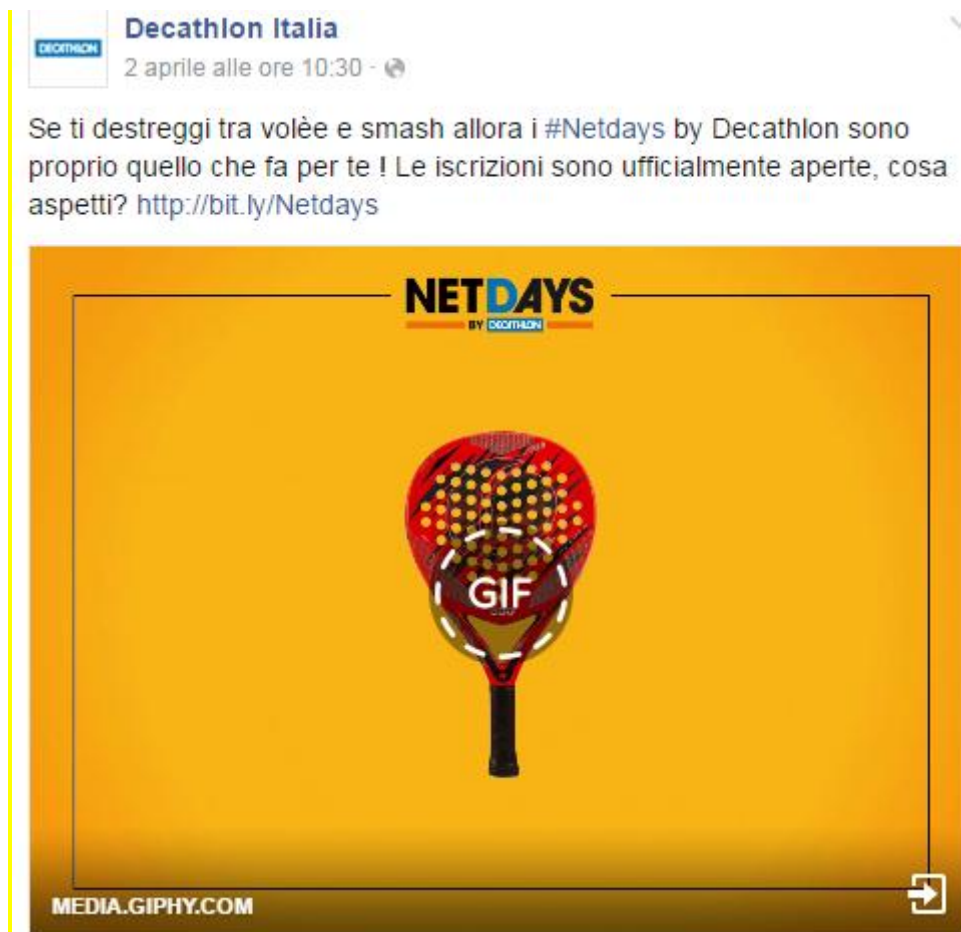 DECATHLON
Decathlon Italia
2 aprile alle ore 10:30 ·
Se ti destreggi tra volèe e smash allora i #Netdays by Decathlon sono
proprio quello che fa per te ! Le iscrizioni sono ufficialmente aperte, cosa
aspetti? http://bit.ly/Netdays
NETDAYS
BY DECATHLON
GIF
MEDIA.GIPHY.COM